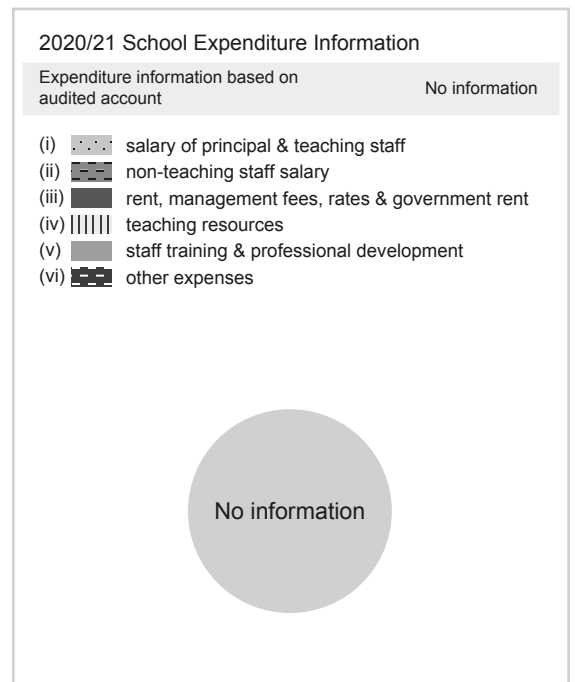 2020/21 School Expenditure Information
Expenditure information based on
audited account
No information
(i) salary of principal & teaching staff
(ii) non-teaching staff salary
(iii) rent, management fees, rates & government rent
(iv) teaching resources
(v) staff training & professional development
(vi) other expenses
No information